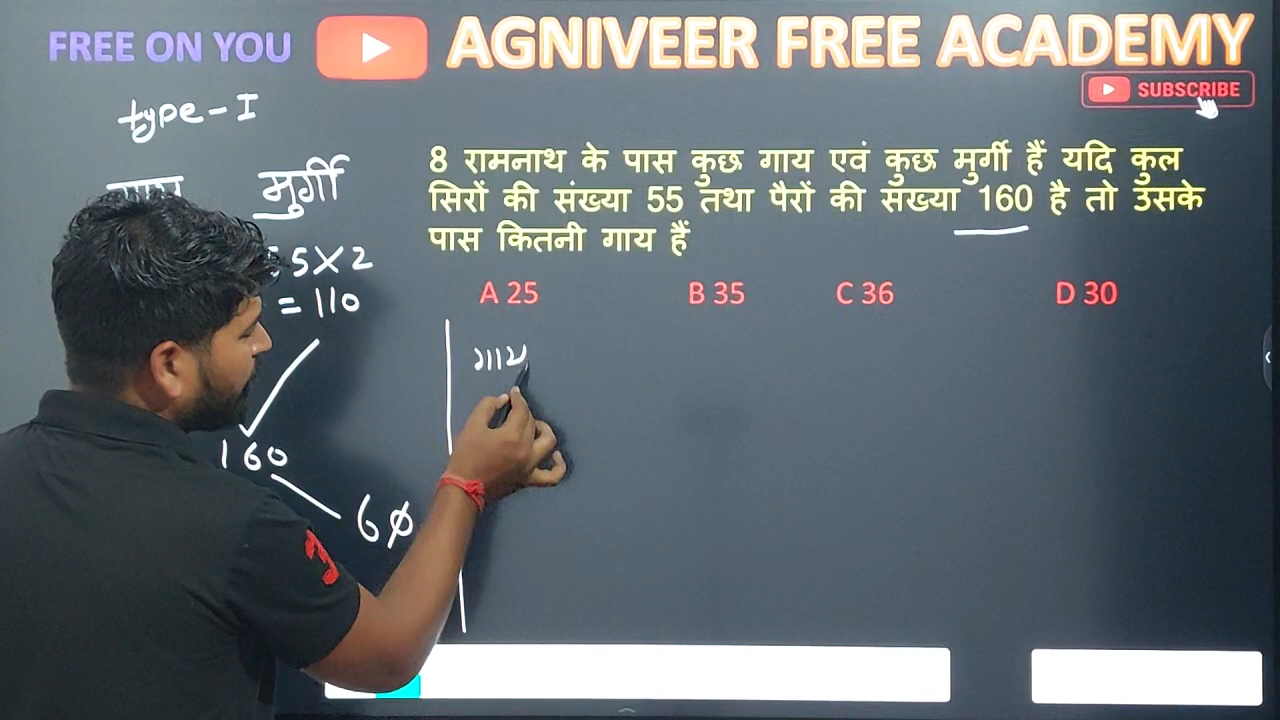 FREE ON YOU
AGNIVEER FREE ACADEMY
SUBSCRIBE
type-I
मुर्गी
8 रामनाथ के पास कुछ गाय एवं कुछ मुर्गी हैं यदि कुल
सिरों की संख्या 55 तथा पैरों की संख्या 160 है तो उसके
पास कितनी गाय हैं
A 25 B 35 C 36 D 30
5 X 2
= 110
160
60
गाय